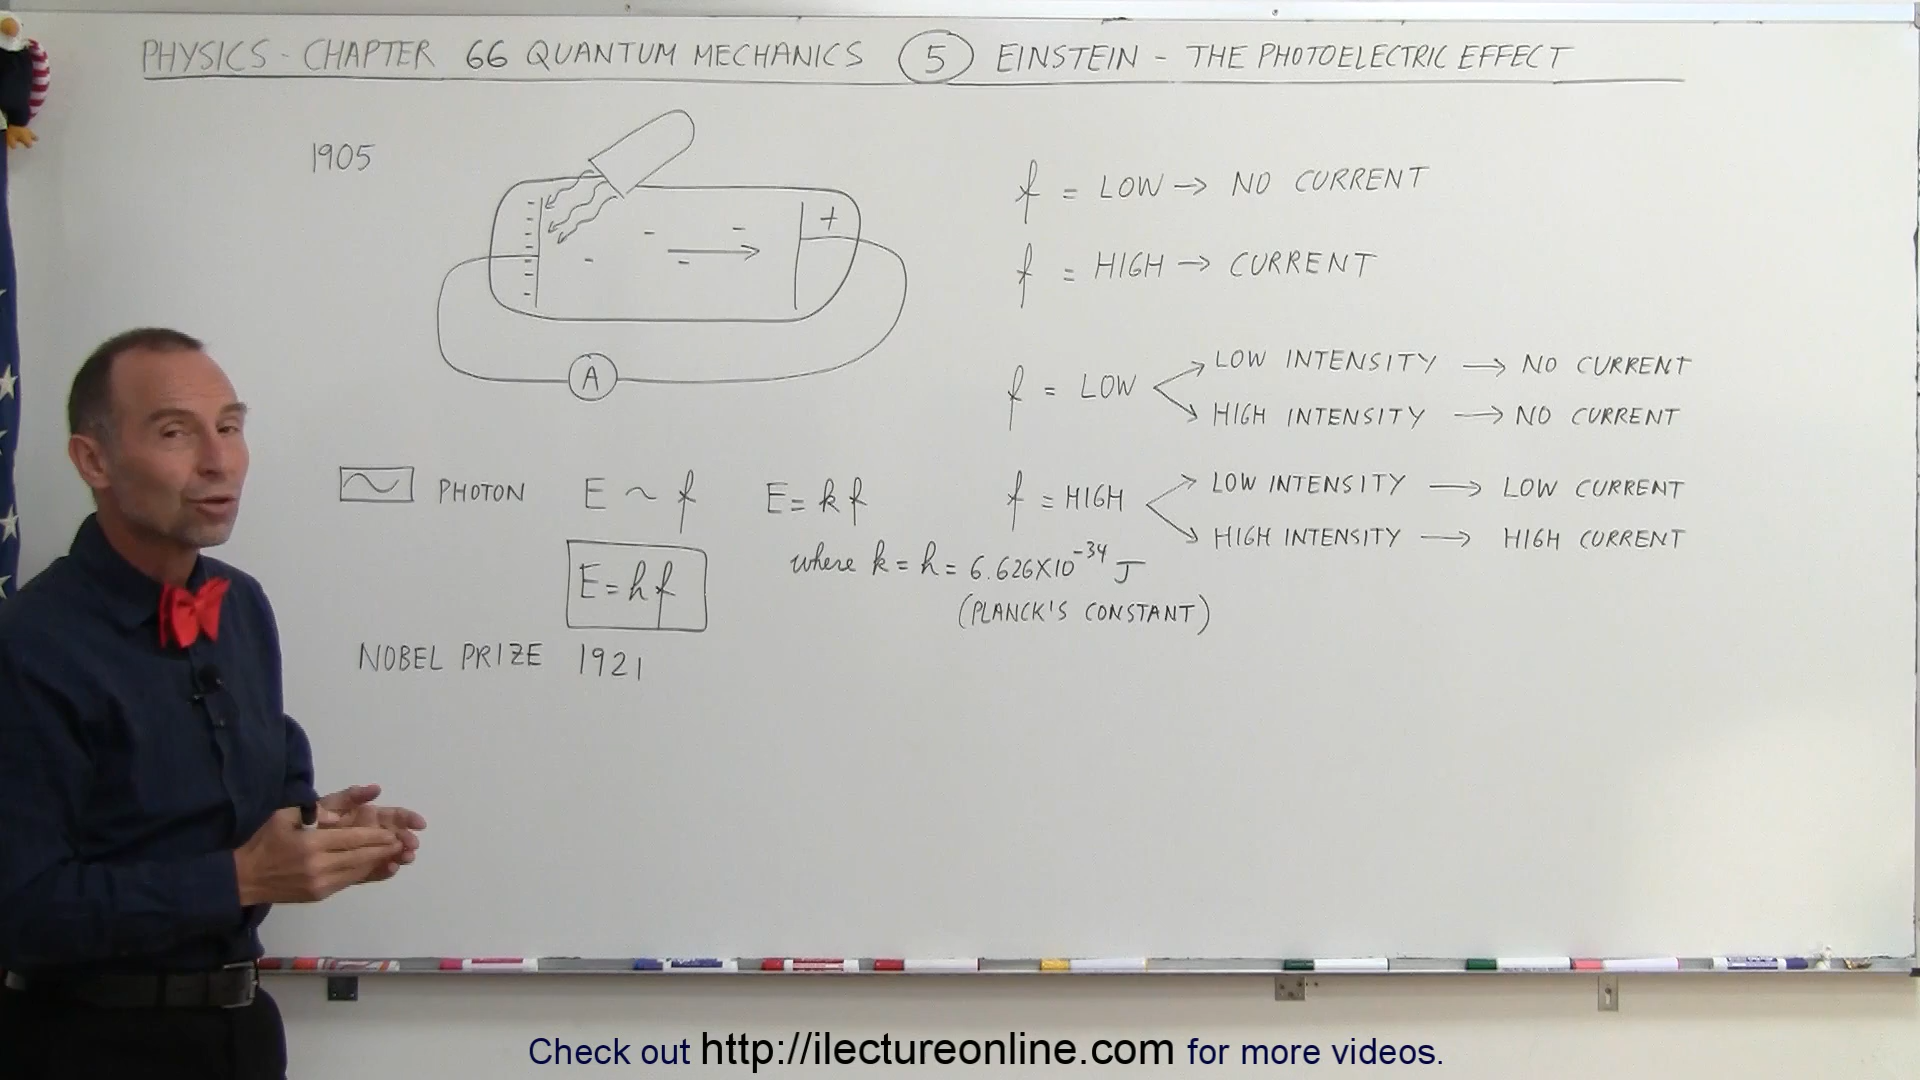 PHYSICS - CHAPTER 66 QUANTUM MECHANICS 5 EINSTEIN - THE PHOTOELECTRIC EFFECT
1905
+
A
f = LOW → NO CURRENT
f = HIGH → CURRENT
f = LOW
LOW INTENSITY → NO CURRENT
HIGH INTENSITY → NO CURRENT
f = HIGH
LOW INTENSITY → LOW CURRENT
HIGH INTENSITY → HIGH CURRENT
PHOTON E ~ f E = k f
where k = h = 6.626X10⁻³⁴ J
(PLANCK'S CONSTANT)
E = h f
NOBEL PRIZE 1921
Check out http://ilectureonline.com for more videos.